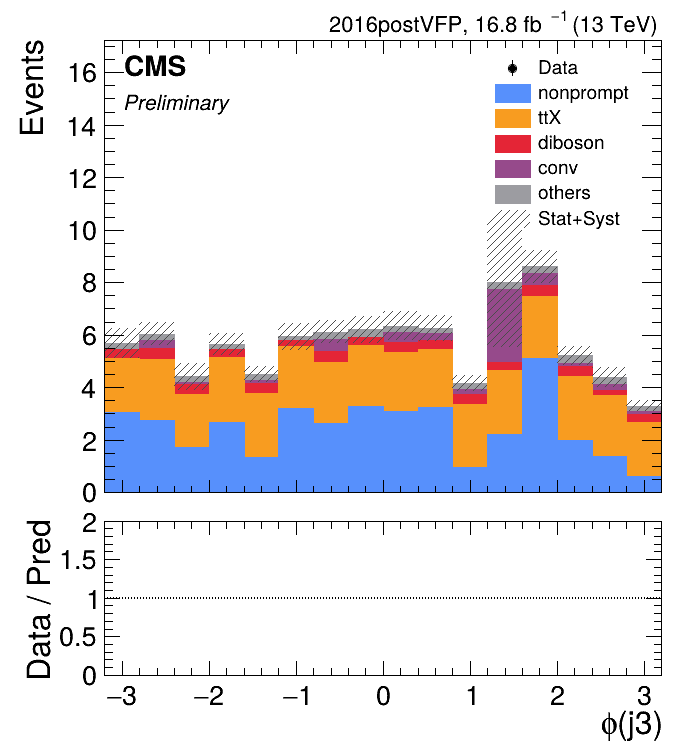 2016postVFP, 16.8 fb⁻¹ (13 TeV)
Events
CMS
Preliminary
Data
nonprompt
ttX
diboson
conv
others
Stat+Syst
16
14
12
10
8
6
4
2
0
Data / Pred
2
1.5
1
0.5
0
−3 −2 −1 0 1 2 3
ϕ(j3)